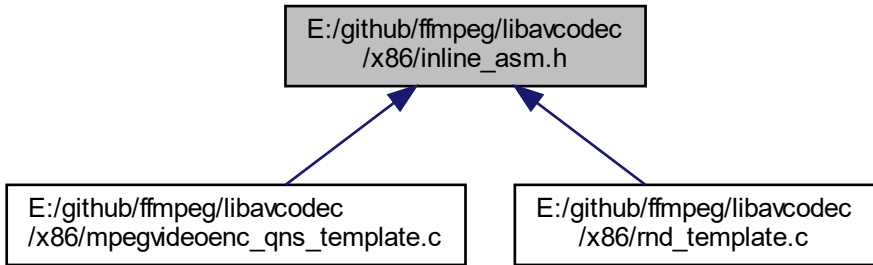 E:/github/ffmpeg/libavcodec
/x86/inline_asm.h
E:/github/ffmpeg/libavcodec
/x86/mpegvideoenc_qns_template.c
E:/github/ffmpeg/libavcodec
/x86/rnd_template.c